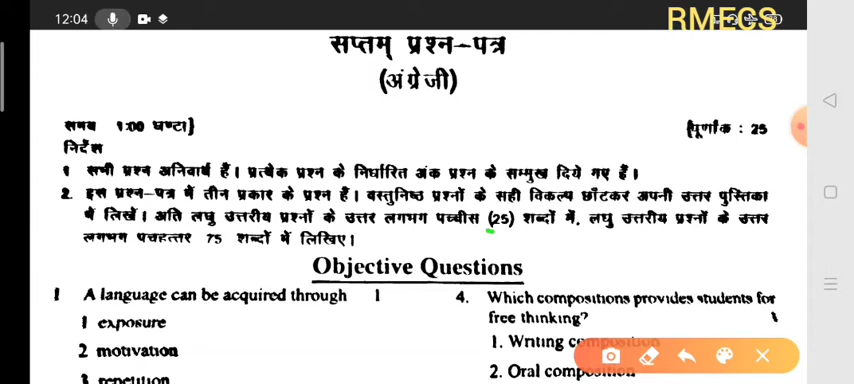 12:04
RMEGS
सप्तम् प्रश्न-पत्र
(अंग्रेजी)
समय 1:00 घण्टा}
{पूर्णांक : 25
निर्देश
1 सभी प्रश्न अनिवार्य हैं। प्रत्येक प्रश्न के निर्धारित अंक प्रश्न के सम्मुख दिये गए हैं।
2. इस प्रश्न-पत्र में तीन प्रकार के प्रश्न हैं। वस्तुनिष्ठ प्रश्नों के सही विकल्प छाँटकर अपनी उत्तर पुस्तिका
में लिखें। अति लघु उत्तरीय प्रश्नों के उत्तर लगभग पच्चीस (25) शब्दों में, लघु उत्तरीय प्रश्नों के उत्तर
लगभग पचहत्तर 75 शब्दों में लिखिए।
Objective Questions
1 A language can be acquired through 1
1 exposure
2 motivation
3 repetition
4. Which compositions provides students for
free thinking? 1
1. Writing composition
2. Oral composition